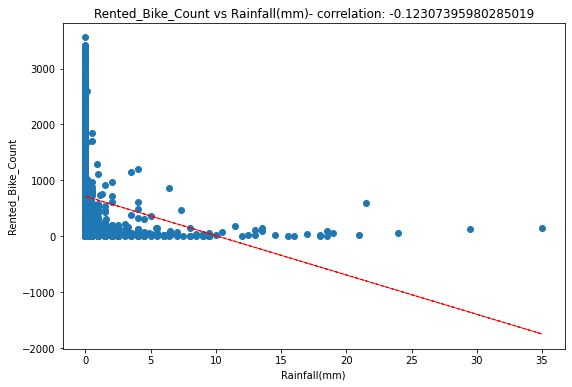 Rented_Bike_Count vs Rainfall(mm)- correlation: -0.12307395980285019
3000
2000
1000
0
−1000
−2000
Rented_Bike_Count
0 5 10 15 20 25 30 35
Rainfall(mm)